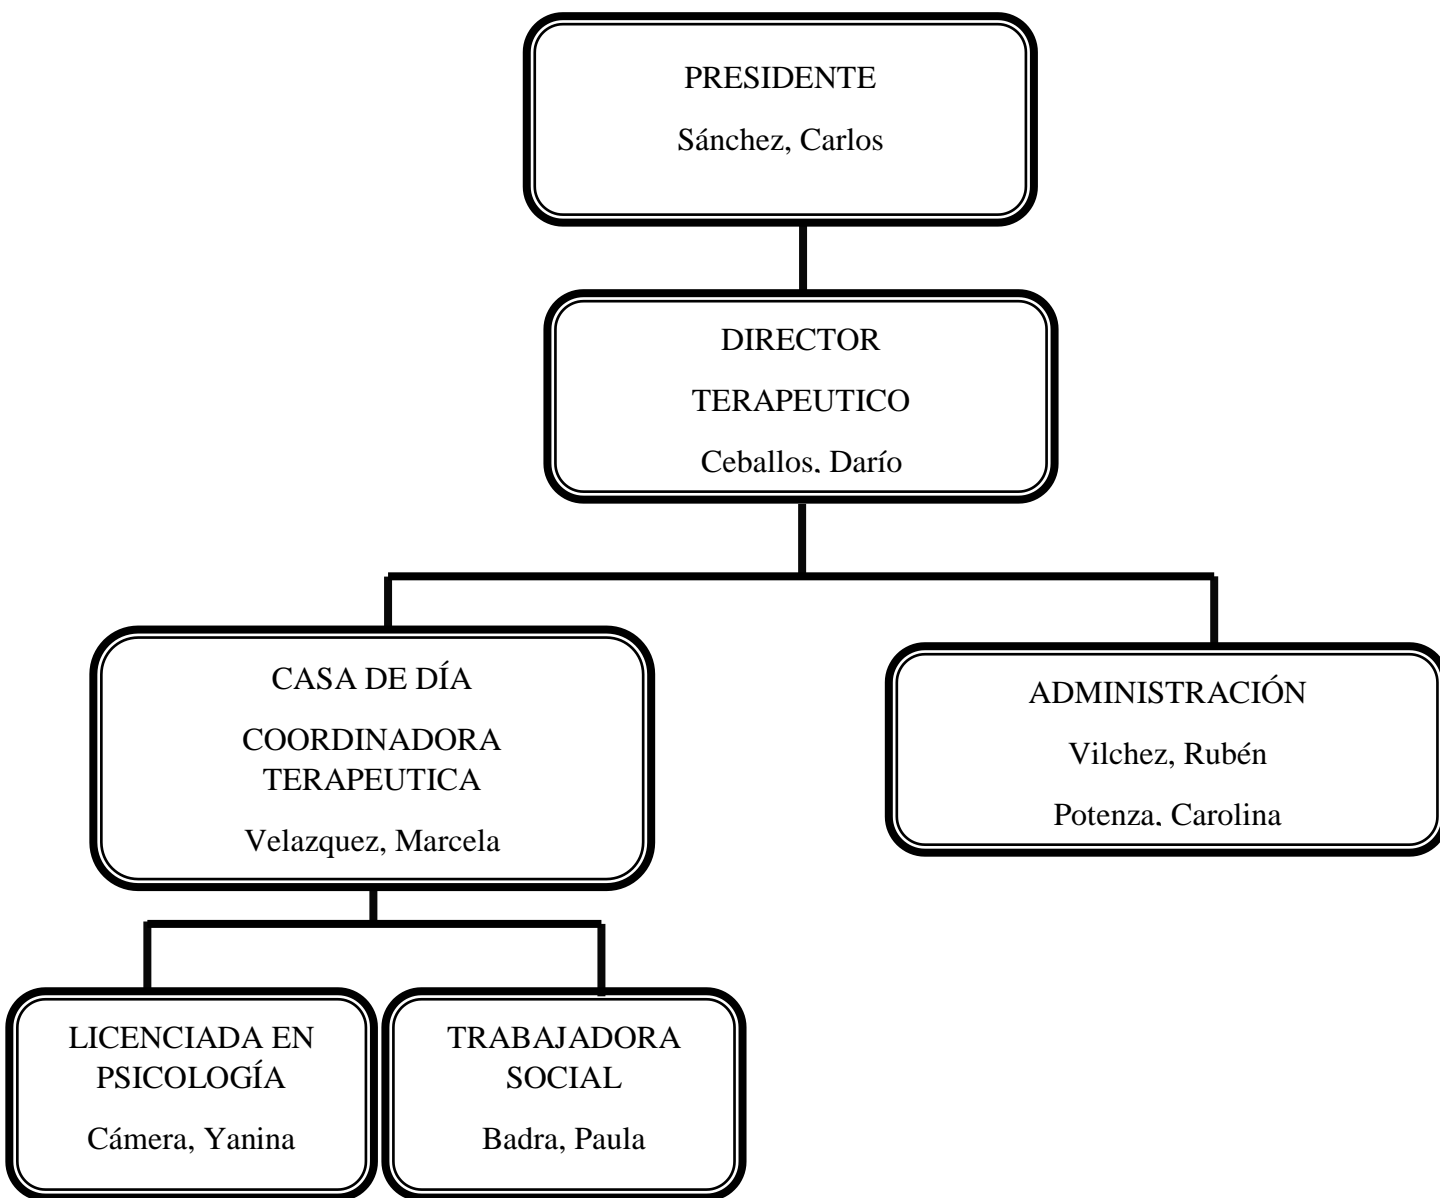 PRESIDENTE
Sánchez, Carlos
DIRECTOR
TERAPEUTICO
Ceballos, Darío
CASA DE DÍA
COORDINADORA
TERAPEUTICA
Velazquez, Marcela
ADMINISTRACIÓN
Vilchez, Rubén
Potenza, Carolina
LICENCIADA EN
PSICOLOGÍA
Cámera, Yanina
TRABAJADORA
SOCIAL
Badra, Paula